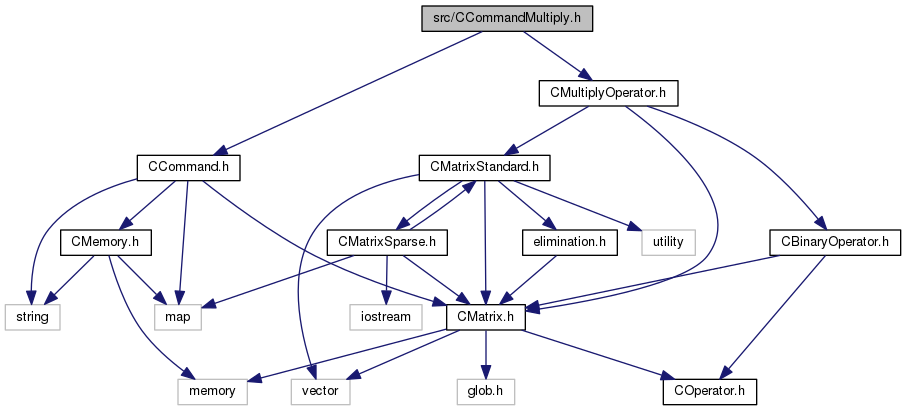 src/CCommandMultiply.h
CMultiplyOperator.h
CCommand.h
CMatrixStandard.h
CMemory.h
CMatrixSparse.h
elimination.h
utility
CBinaryOperator.h
string
map
iostream
CMatrix.h
memory
vector
glob.h
COperator.h